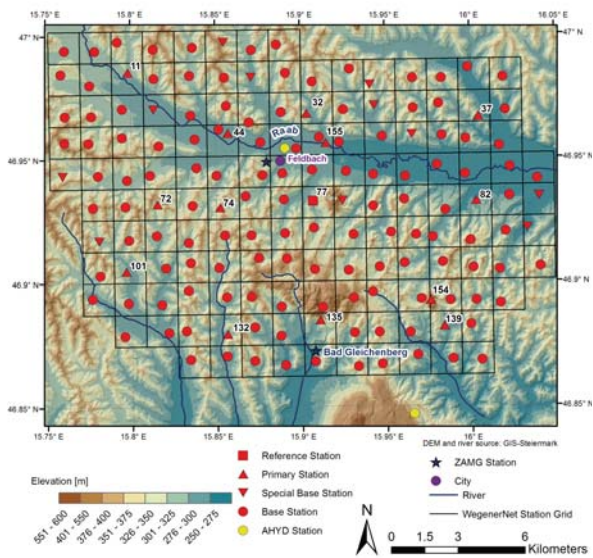 15.75° E 15.8° E 15.85° E 15.9° E 15.95° E 16° E 16.05° E
47° N 47° N
11
32
37
44 Raab 155
46.95° N Feldbach 46.95° N
72 74 77 82
101
46.9° N 46.9° N
154
135
132 139
Bad Gleichenberg
46.85° N 46.85° N
15.75° E 15.8° E 15.85° E 15.9° E 15.95° E 16° E 16.05° E
DEM and river source: GIS-Steiermark
Elevation [m]
551 - 600
401 - 550
376 - 400
351 - 375
326 - 350
301 - 325
276 - 300
250 - 275
Reference Station
Primary Station
Special Base Station
Base Station
AHYD Station
ZAMG Station
City
River
WegenerNet Station Grid
N
0 1.5 3 6
Kilometers